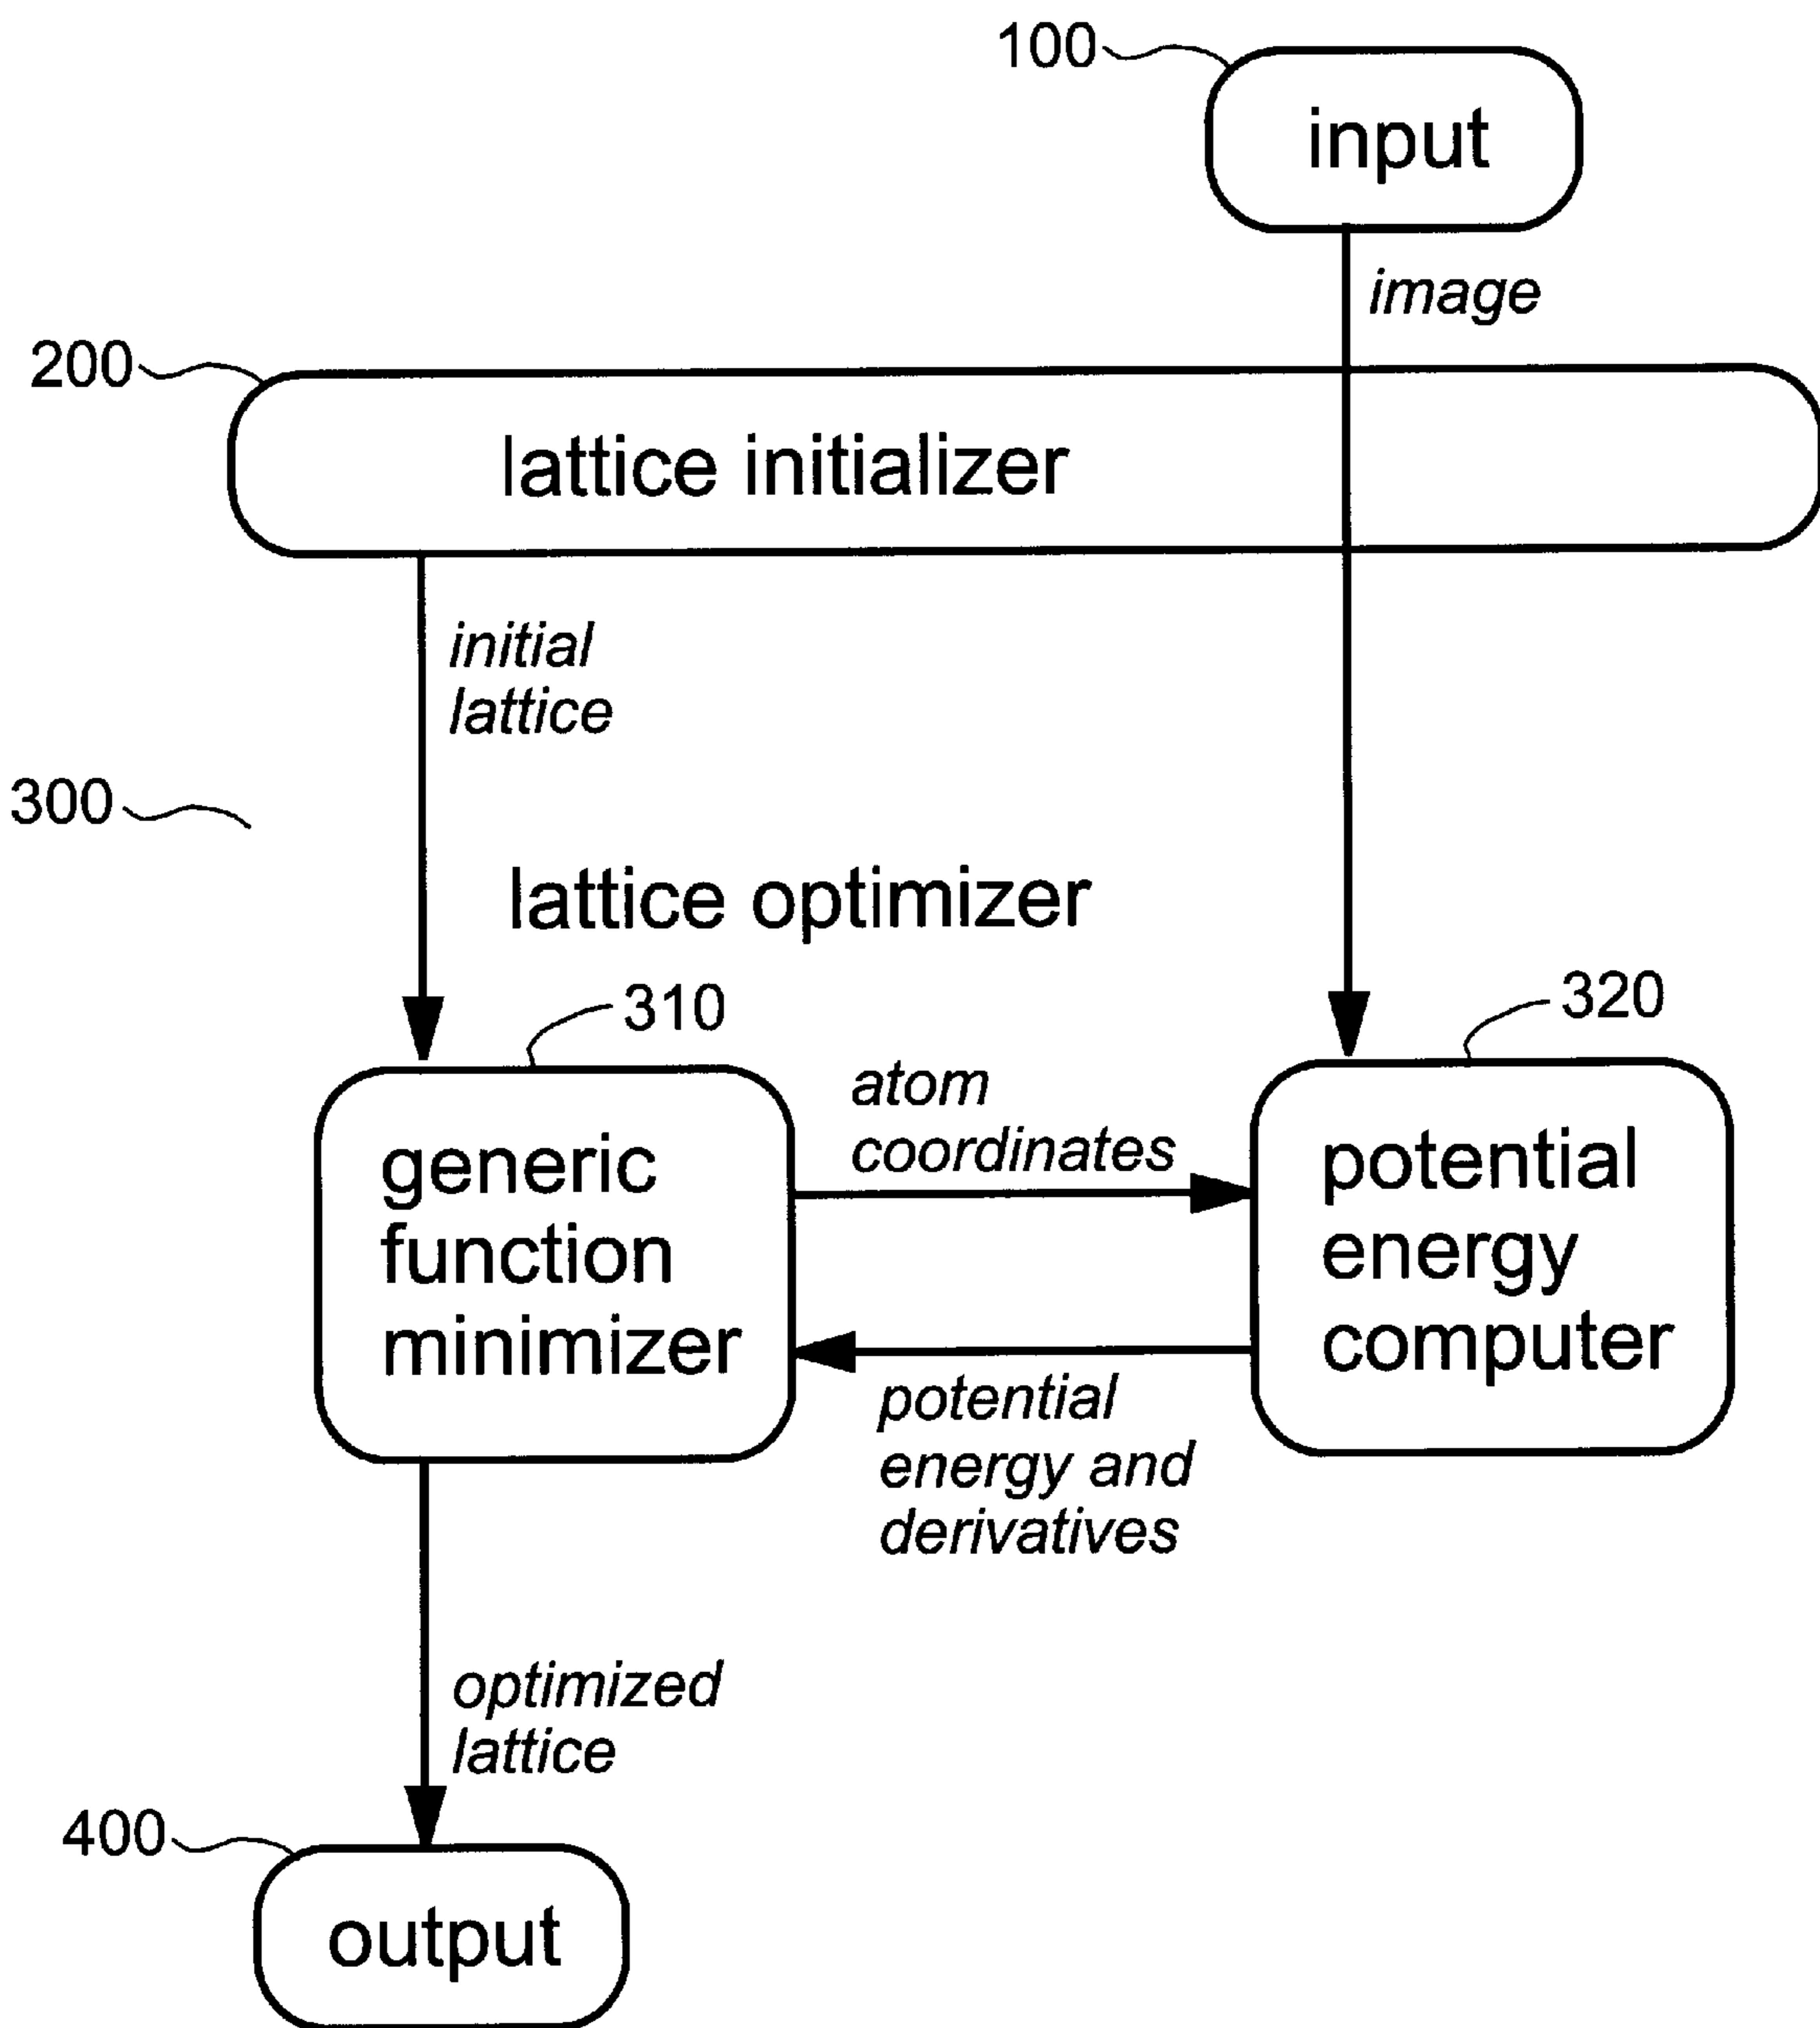 100
input
image
200
lattice initializer
initial
lattice
300
lattice optimizer
310
320
generic
function
minimizer
atom
coordinates
potential
energy
computer
potential
energy and
derivatives
optimized
lattice
400
output